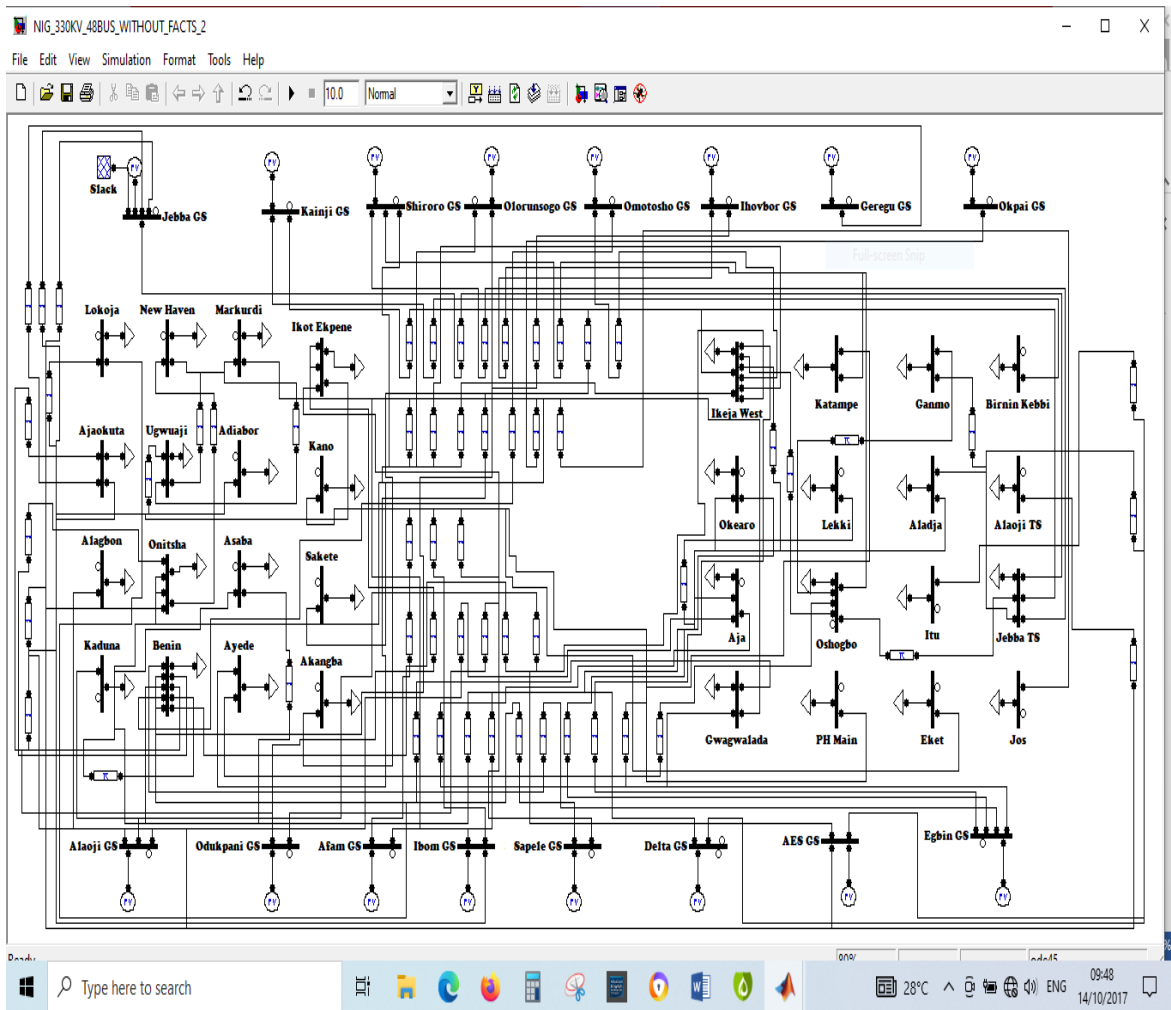 NIG_330KV_48BUS_WITHOUT_FACTS_2
File Edit View Simulation Format Tools Help
10.0 Normal
Slack
Jebba GS
Kainji GS
Shiroro GS
Olorunsogo GS
Omotosho GS
Ihovbor GS
Geregu GS
Okpai GS
Full-screen Snip
Lokoja
New Haven
Markurdi
Ikot Ekpene
Ikeja West
Katampe
Ganmo
Birnin Kebbi
Ajaokuta
Ugwuaji
Adiabor
Kano
Okearo
Lekki
Aladja
Alaoji TS
Alagbon
Onitsha
Asaba
Sakete
Aja
Oshogbo
Itu
Jebba TS
Kaduna
Benin
Ayede
Akangba
Gwagwalada
PH Main
Eket
Jos
Alaoji GS
Odukpani GS
Afam GS
Ibom GS
Sapele GS
Delta GS
AES GS
Egbin GS
Ready
80%
ode45
Type here to search
28°C
ENG
09:48
14/10/2017